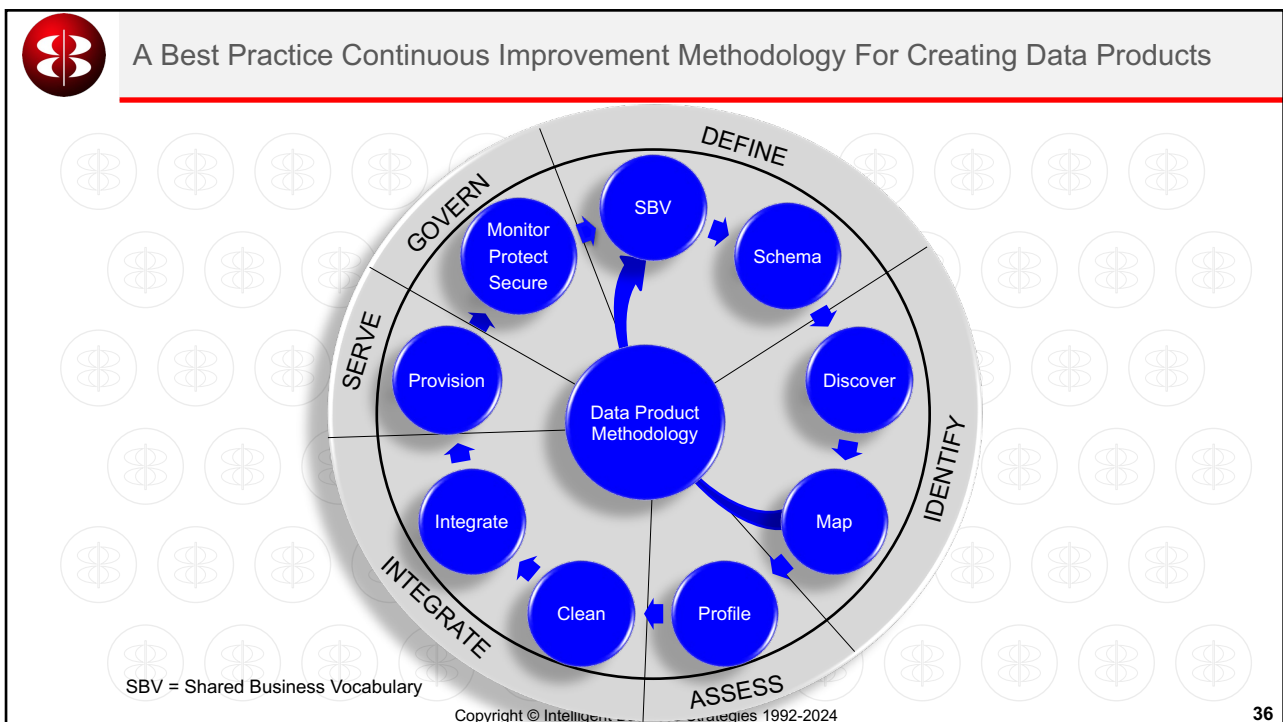 A Best Practice Continuous Improvement Methodology For Creating Data Products
DEFINE
IDENTIFY
ASSESS
INTEGRATE
SERVE
GOVERN
SBV
Schema
Discover
Map
Profile
Clean
Integrate
Provision
Monitor
Protect
Secure
Data Product
Methodology
SBV = Shared Business Vocabulary
Copyright © Intelligent Strategies 1992-2024
36